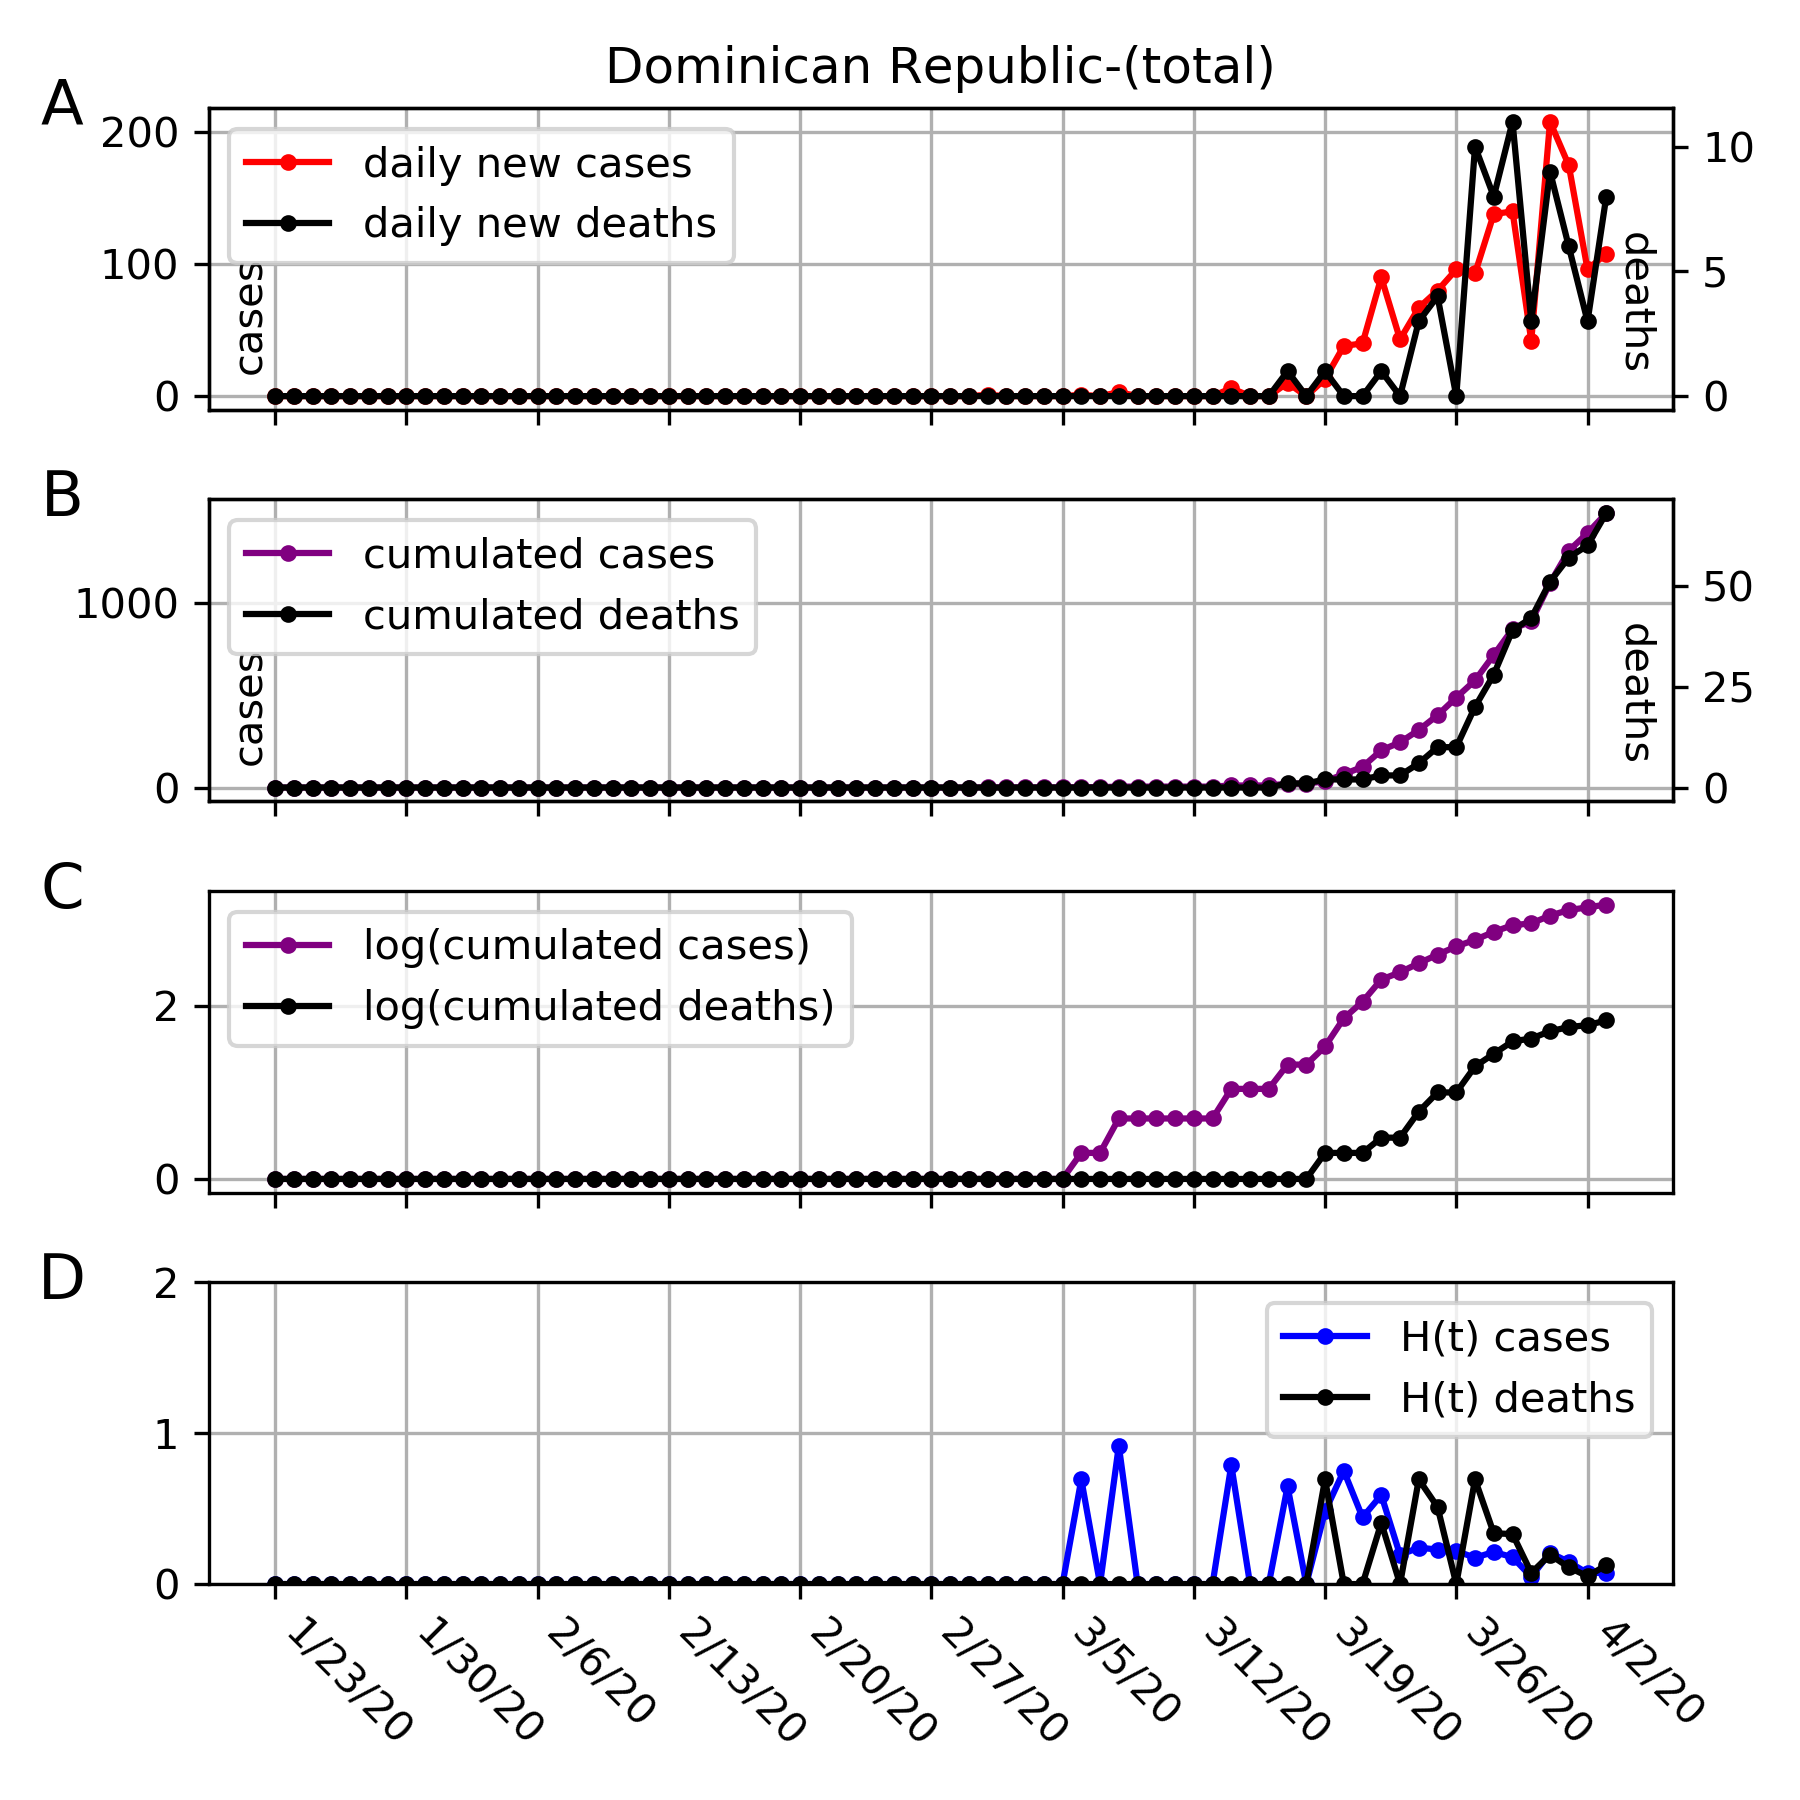 Dominican Republic-(total)
A
200
100
0
daily new cases
daily new deaths
cases
10
5
0
deaths
B
1000
0
cumulated cases
cumulated deaths
cases
50
25
0
deaths
C
2
0
log(cumulated cases)
log(cumulated deaths)
D
2
1
0
H(t) cases
H(t) deaths
1/23/20
1/30/20
2/6/20
2/13/20
2/20/20
2/27/20
3/5/20
3/12/20
3/19/20
3/26/20
4/2/20